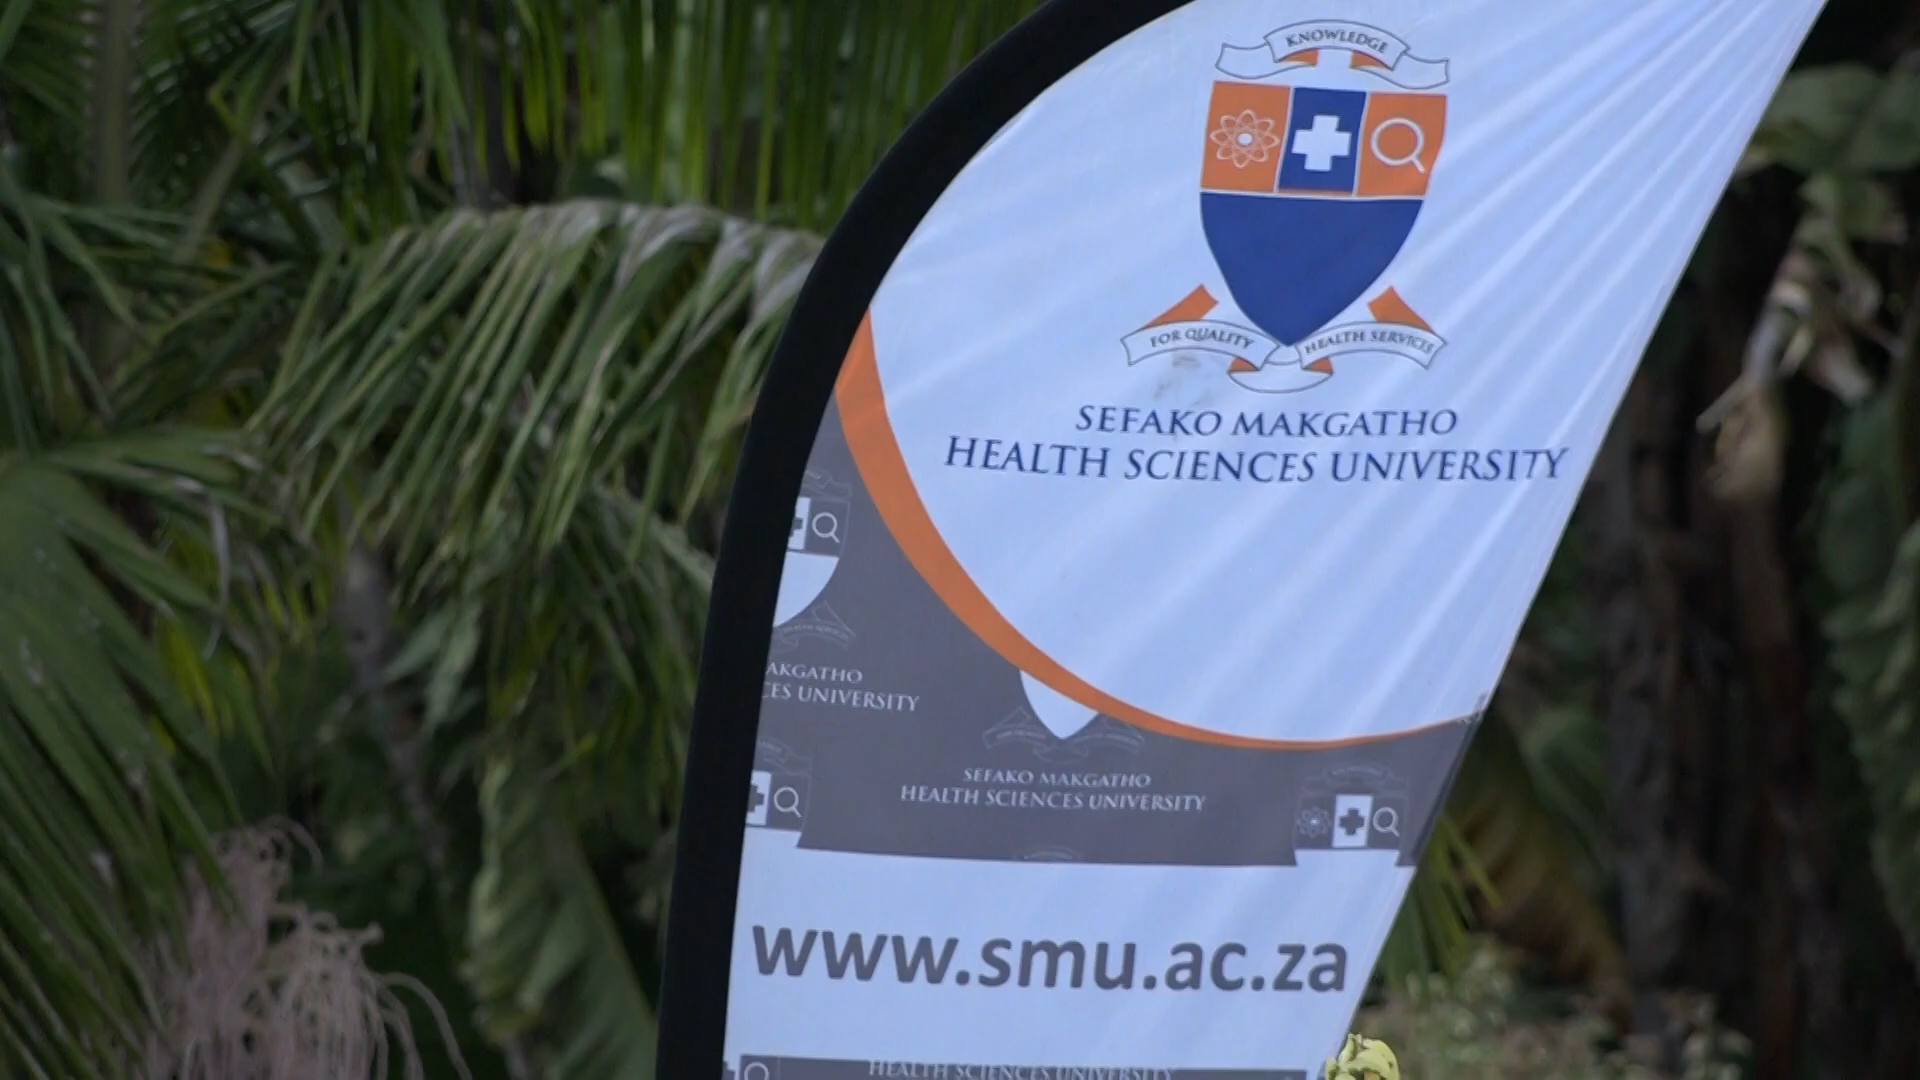 KNOWLEDGE
FOR QUALITY HEALTH SERVICES
SEFAKO MAKGATHO
HEALTH SCIENCES UNIVERSITY
AKGATHO
CES UNIVERSITY
SEFAKO MAKGATHO
HEALTH SCIENCES UNIVERSITY
www.smu.ac.za
HEALTH SCIENCES UNIVERSITY